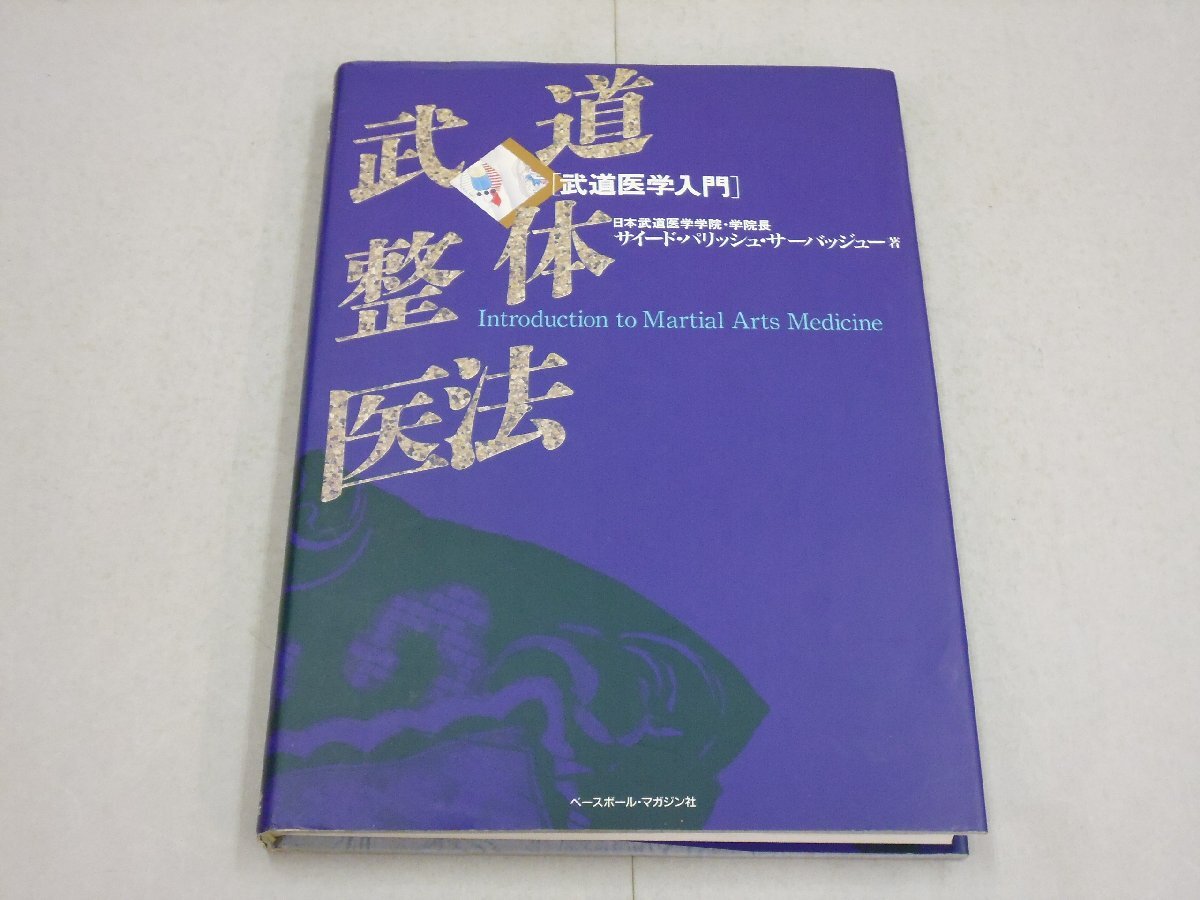 武道
整体
医法
[武道医学入門]
日本武道医学学院・学院長
サイード・パリッシュ・サーバッジュー著
Introduction to Martial Arts Medicine
ベースボール・マガジン社